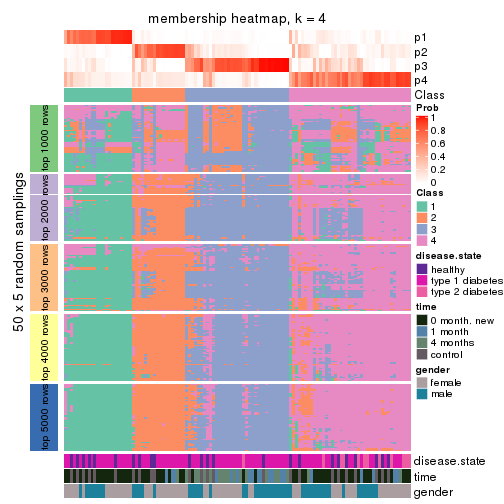 membership heatmap, k = 4
p1
p2
p3
p4
Class
50 x 5 random samplings
top 1000 rows
top 2000 rows
top 3000 rows
top 4000 rows
top 5000 rows
Prob
1
0.8
0.6
0.4
0.2
0
Class
1
2
3
4
disease.state
healthy
type 1 diabetes
type 2 diabetes
time
0 month. new
1 month
4 months
control
gender
female
male
disease.state
time
gender